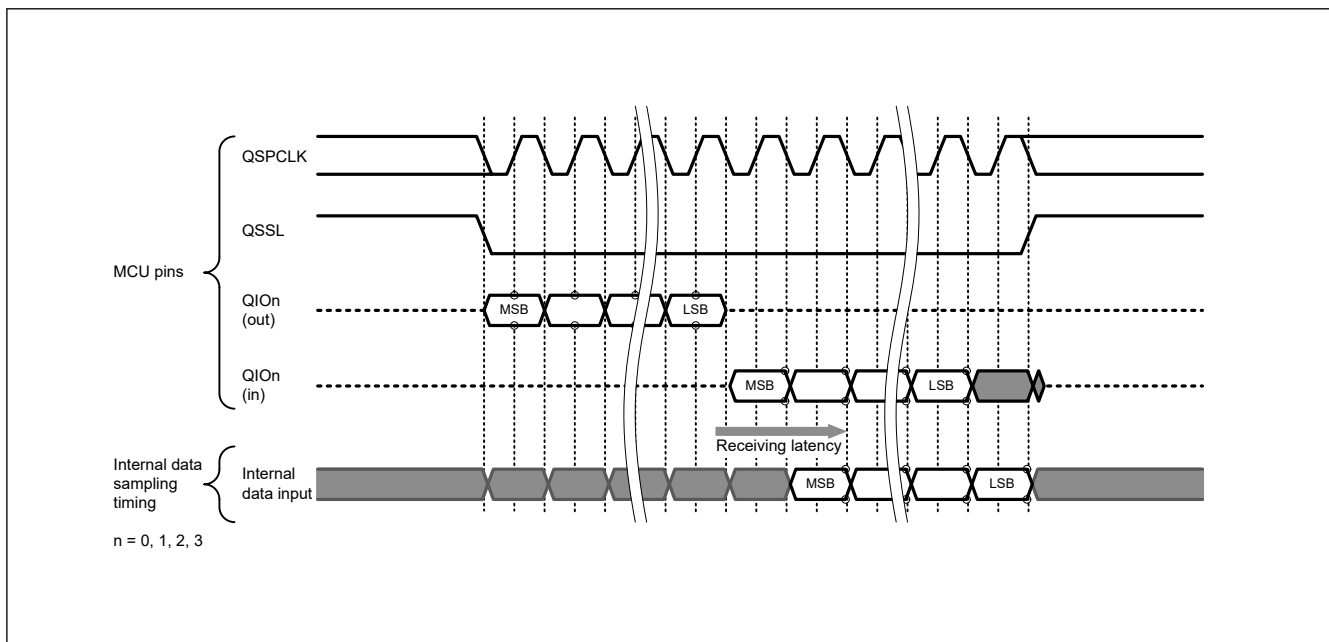 QSPCLK
QSSL
MCU pins
QIOn
(out)
MSB
LSB
QIOn
(in)
MSB
LSB
Receiving latency
Internal data
sampling
timing
Internal
data input
MSB
LSB
n = 0, 1, 2, 3